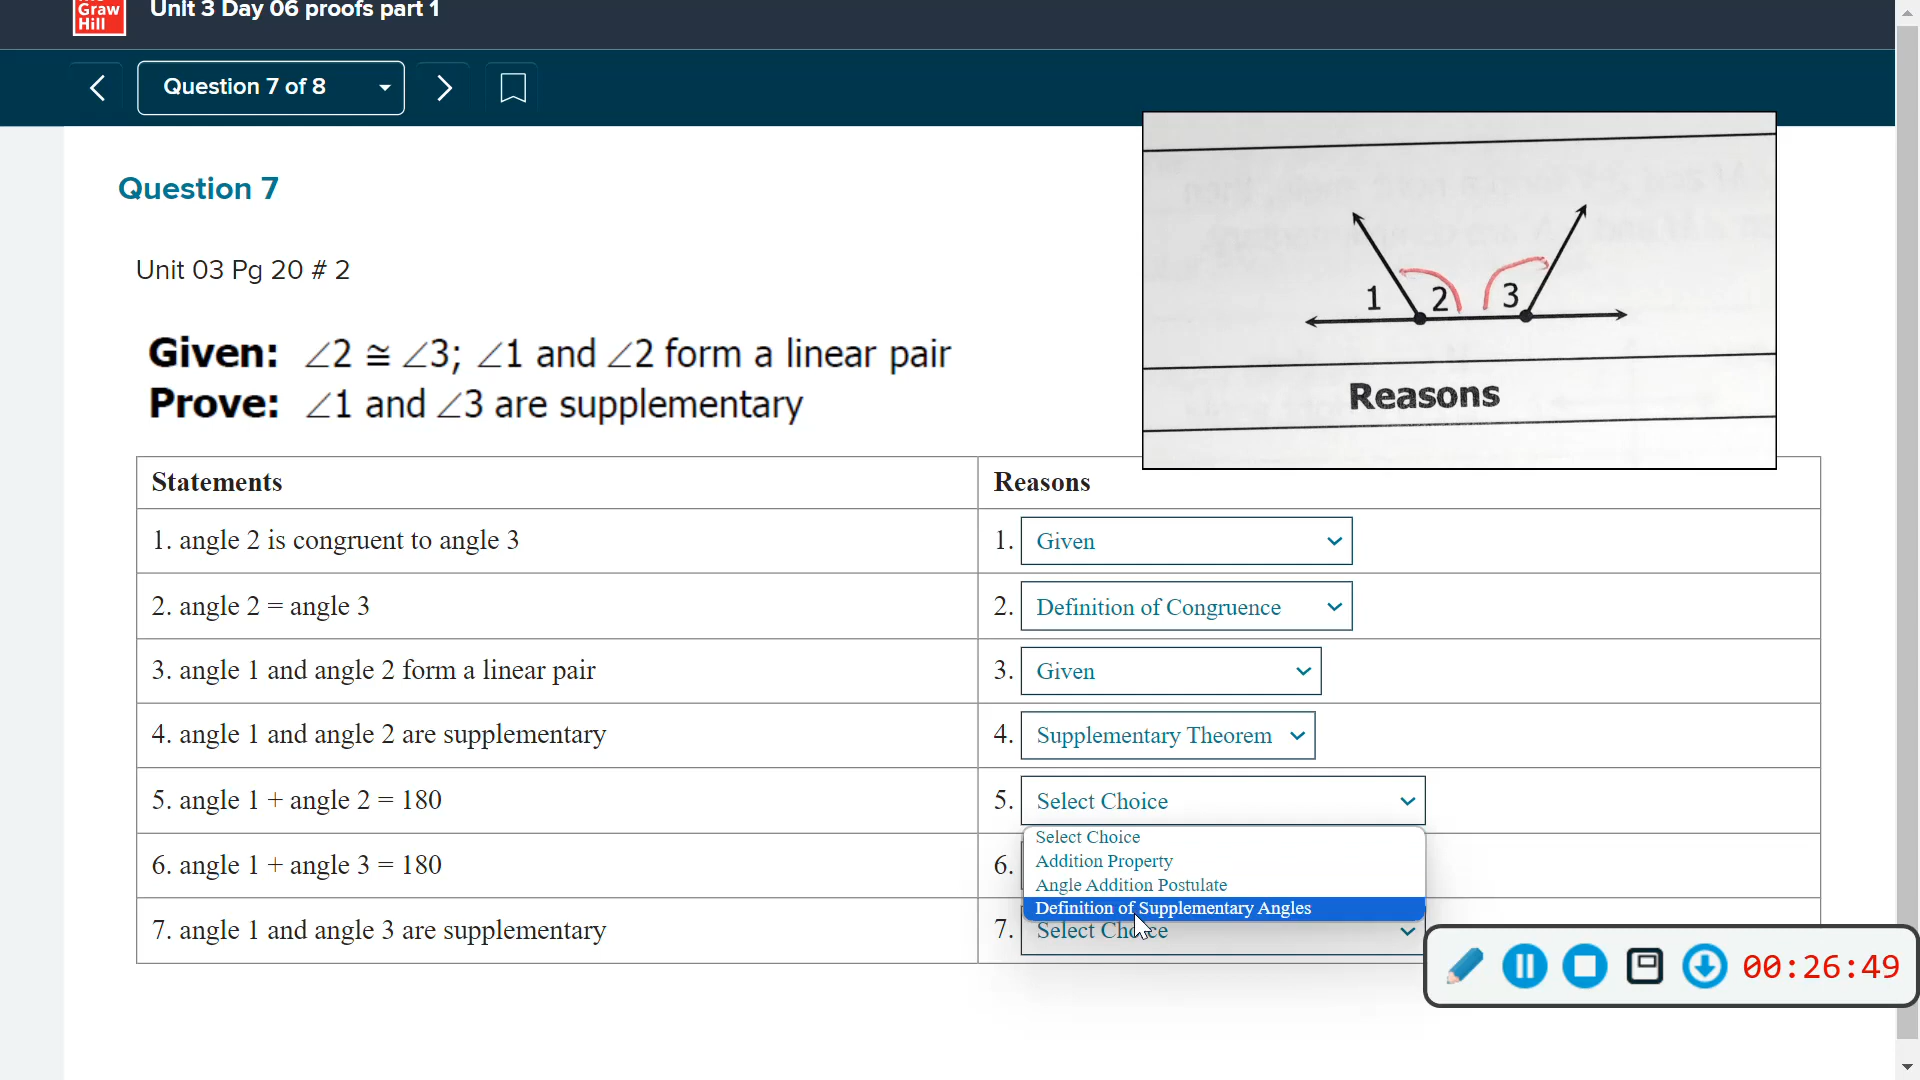 Graw
Hill
Unit 3 Day 06 proofs part 1
Question 7 of 8
Question 7
Unit 03 Pg 20 # 2
Given: ∠2 ≅ ∠3; ∠1 and ∠2 form a linear pair
Prove: ∠1 and ∠3 are supplementary
1 2 3
Reasons
Statements Reasons
1. angle 2 is congruent to angle 3 1. Given
2. angle 2 = angle 3 2. Definition of Congruence
3. angle 1 and angle 2 form a linear pair 3. Given
4. angle 1 and angle 2 are supplementary 4. Supplementary Theorem
5. angle 1 + angle 2 = 180 5. Select Choice
Select Choice
Addition Property
Angle Addition Postulate
Definition of Supplementary Angles
6. angle 1 + angle 3 = 180 6.
7. angle 1 and angle 3 are supplementary 7. Select Choice
00:26:49